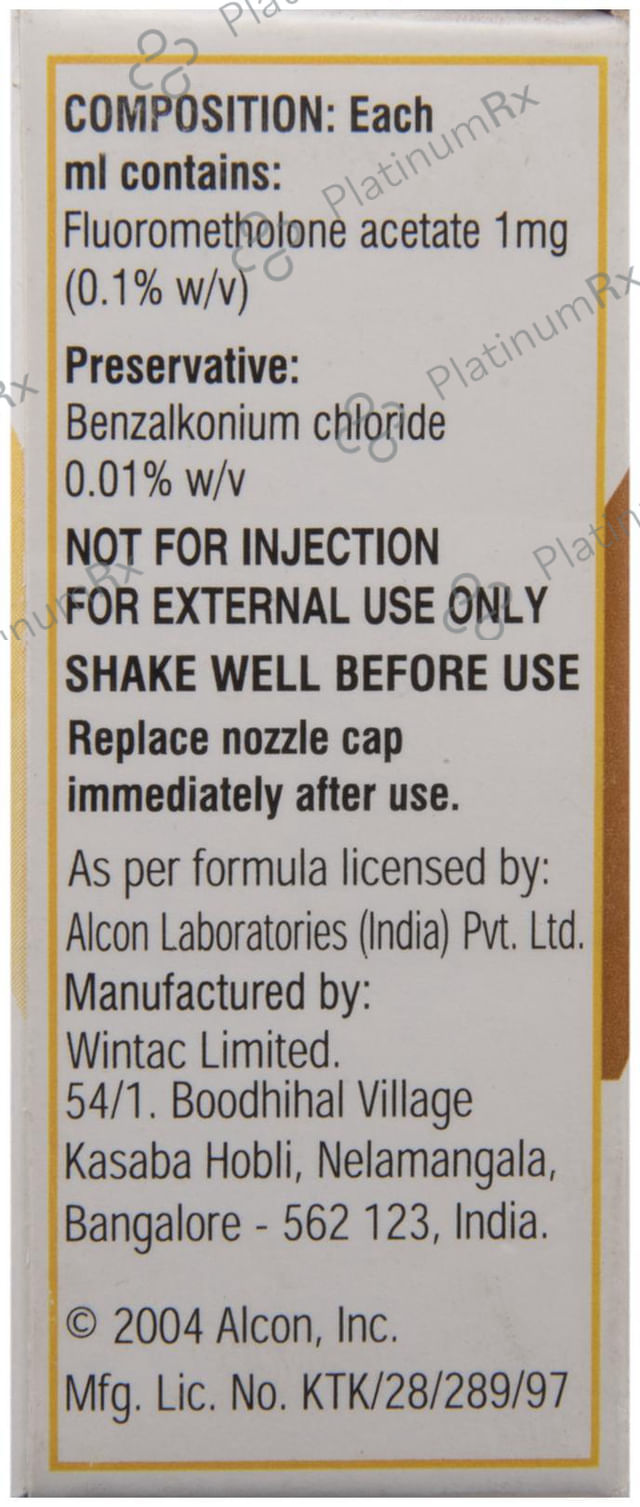 COMPOSITION: Each
ml contains:
Fluorometholone acetate 1mg
(0.1% w/v)
Preservative:
Benzalkonium chloride
0.01% w/v
NOT FOR INJECTION
FOR EXTERNAL USE ONLY
SHAKE WELL BEFORE USE
Replace nozzle cap
immediately after use.
As per formula licensed by:
Alcon Laboratories (India) Pvt. Ltd.
Manufactured by:
Wintac Limited.
54/1. Boodhihal Village
Kasaba Hobli, Nelamangala,
Bangalore - 562 123, India.
© 2004 Alcon, Inc.
Mfg. Lic. No. KTK/28/289/97
PlatinumRx
PlatinumRx